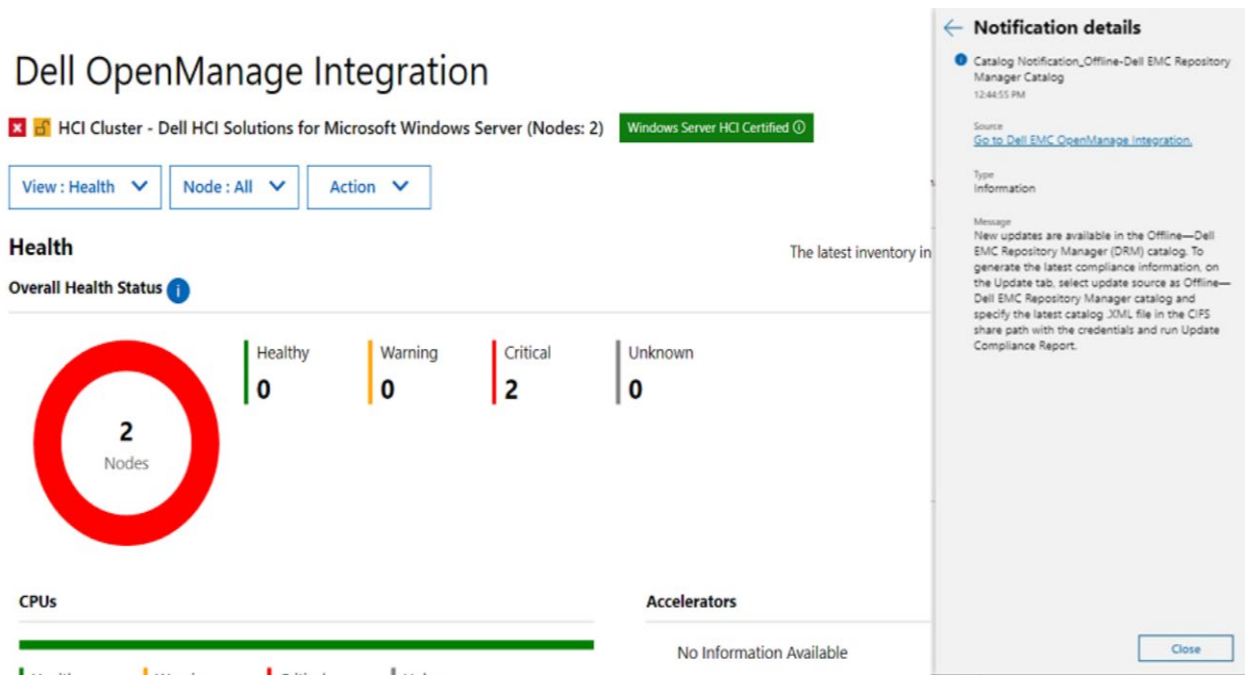 Dell OpenManage Integration
HCI Cluster - Dell HCI Solutions for Microsoft Windows Server (Nodes: 2)
Windows Server HCI Certified
View : Health
Node : All
Action
Health
The latest inventory in
Overall Health Status
Healthy
0
Warning
0
Critical
2
Unknown
0
2
Nodes
CPUs
Accelerators
No Information Available
Notification details
Catalog Notification_Offline-Dell EMC Repository
Manager Catalog
12:44:55 PM
Source
Go to Dell EMC OpenManage Integration.
Type
Information
Message
New updates are available in the Offline—Dell
EMC Repository Manager (DRM) catalog. To
generate the latest compliance information, on
the Update tab, select update source as Offline—
Dell EMC Repository Manager catalog and
specify the latest catalog .XML file in the CIFS
share path with the credentials and run Update
Compliance Report.
Close